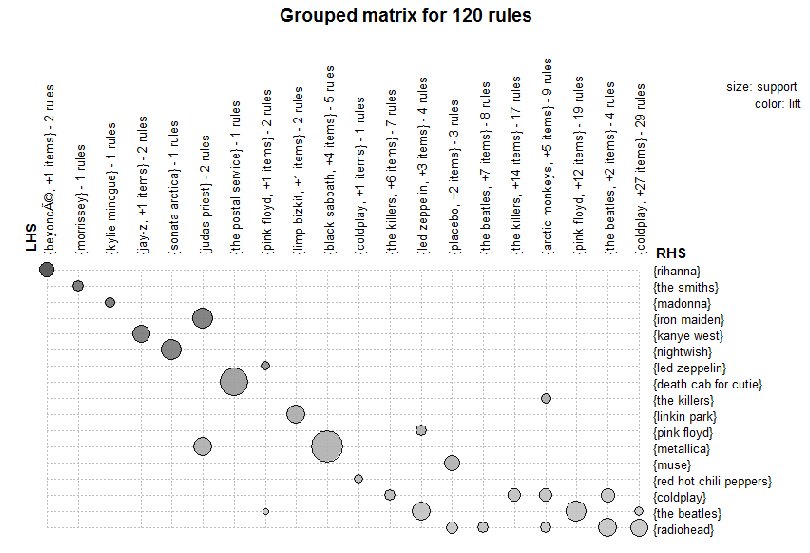 Grouped matrix for 120 rules
size: support
color: lift
LHS
{beyoncÃ©, +1 items} - 2 rules
{morrissey} - 1 rules
{kylie minogue} - 1 rules
{jay-z, +1 items} - 2 rules
{sonata arctica} - 1 rules
{judas priest} - 2 rules
{the postal service} - 1 rules
{pink floyd, +1 items} - 2 rules
{limp bizkit, +1 items} - 2 rules
{black sabbath, +4 items} - 5 rules
{coldplay, +1 items} - 1 rules
{the killers, +6 items} - 7 rules
{led zeppelin, +3 items} - 4 rules
{placebo, +2 items} - 3 rules
{the beatles, +7 items} - 8 rules
{the killers, +14 items} - 17 rules
{arctic monkeys, +5 items} - 9 rules
{pink floyd, +12 items} - 19 rules
{the beatles, +2 items} - 4 rules
{coldplay, +27 items} - 29 rules
RHS
{rihanna}
{the smiths}
{madonna}
{iron maiden}
{kanye west}
{nightwish}
{led zeppelin}
{death cab for cutie}
{the killers}
{linkin park}
{pink floyd}
{metallica}
{muse}
{red hot chili peppers}
{coldplay}
{the beatles}
{radiohead}